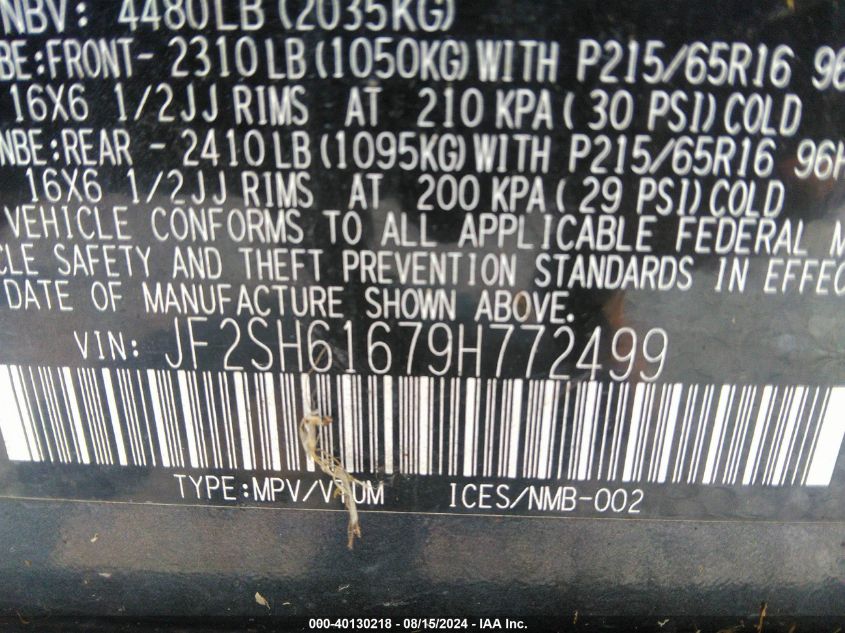 NBV: 4480LB (2035KG)
BE:FRONT- 2310LB(1050KG)WITH P215/65R16 96
16X6 1/2JJ RIMS AT 210 KPA( 30 PSI)COLD
NBE:REAR - 2410LB(1095KG)WITH P215/65R16 96H
16X6 1/2JJ RIMS AT 200 KPA( 29 PSI)COLD
VEHICLE CONFORMS TO ALL APPLICABLE FEDERAL M
CLE SAFETY AND THEFT PREVENTION STANDARDS IN EFFEC
DATE OF MANUFACTURE SHOWN ABOVE.
VIN: JF2SH61679H772499
TYPE:MPV/ ICES/NMB-002
000-40130218 - 08/15/2024 - IAA Inc.